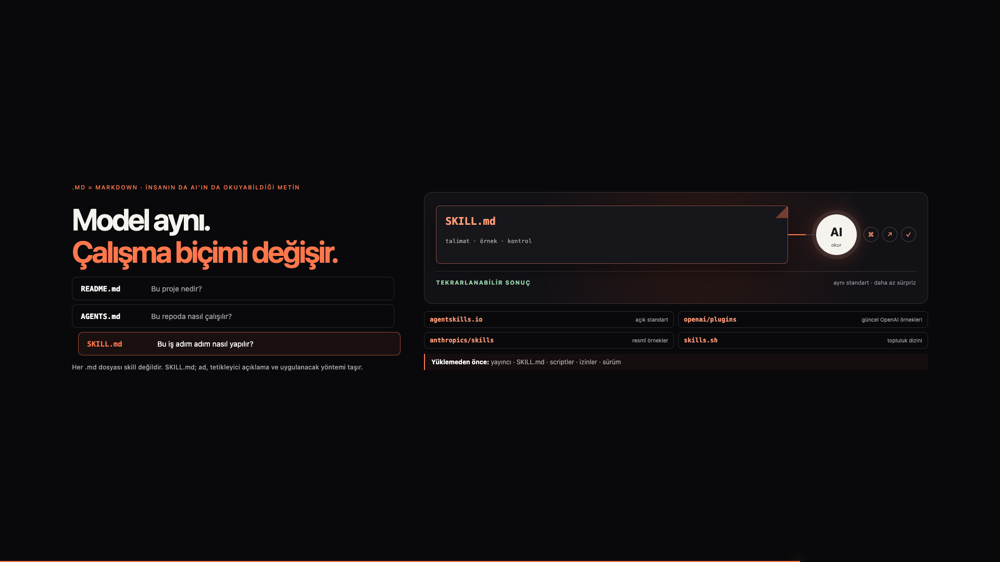 .MD = MARKDOWN · İNSANIN DA AI’IN DA OKUYABİLDİĞİ METİN
Model aynı.
Çalışma biçimi değişir.
README.md Bu proje nedir?
AGENTS.md Bu repoda nasıl çalışılır?
SKILL.md Bu iş adım adım nasıl yapılır?
Her .md dosyası skill değildir. SKILL.md; ad, tetikleyici açıklama ve uygulanacak yöntemi taşır.
SKILL.md
talimat · örnek · kontrol
AI
okur
⌘ ↗ ✓
TEKRARLANABİLİR SONUÇ aynı standart · daha az sürpriz
agentskills.io açık standart
openai/plugins güncel OpenAI örnekleri
anthropics/skills resmî örnekler
skills.sh topluluk dizini
Yüklemeden önce: yayıncı · SKILL.md · scriptler · izinler · sürüm